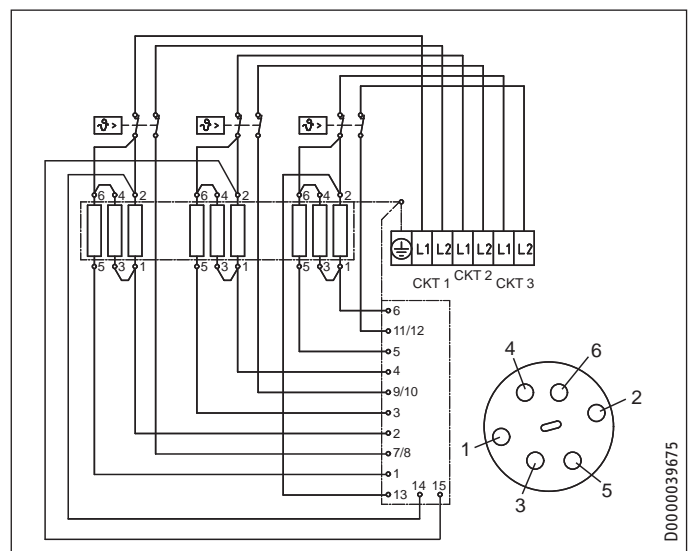 ϑ> ϑ> ϑ>
6 4 2 6 4 2 6 4 2
5 3 1 5 3 1 5 3 1
L1 L2 L1 L2 L1 L2
CKT 1 CKT 2 CKT 3
6
11/12
5
4
9/10
3
2
7/8
1
13 14 15
4 6
2
1
3 5
D0000039675